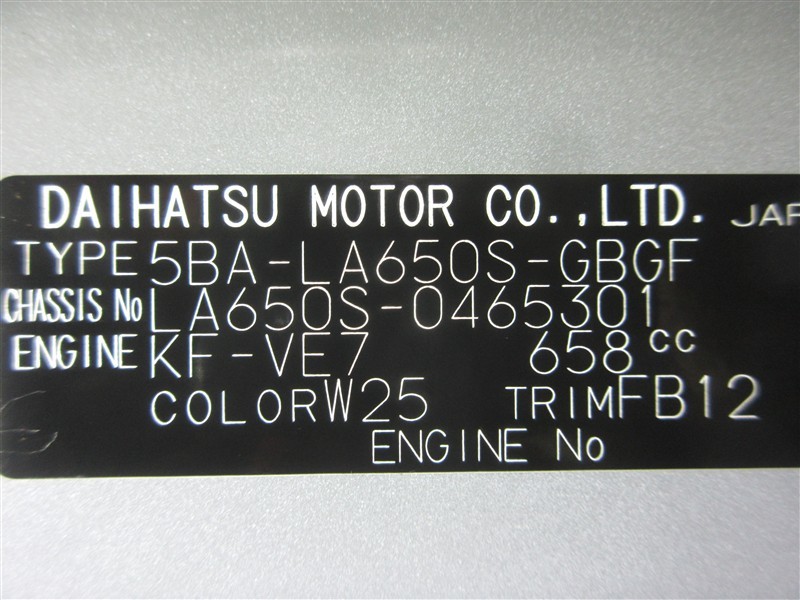 DAIHATSU MOTOR CO.,LTD. JAP
TYPE 5BA-LA650S-GBGF
CHASSIS No LA650S-0465301
ENGINE KF-VE7 658 cc
COLOR W25 TRIM FB12
ENGINE No